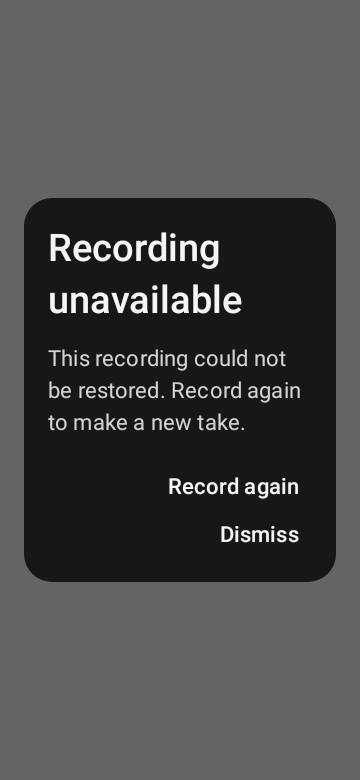 Recording
unavailable
This recording could not
be restored. Record again
to make a new take.
Record again
Dismiss